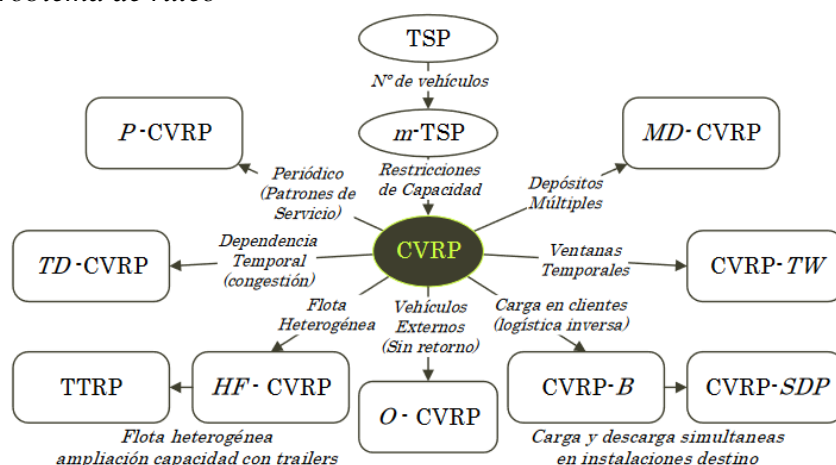 TSP
Nº de vehículos
P-CVRP
m-TSP
MD-CVRP
Periódico
(Patrones de
Servicio)
Restricciones
de Capacidad
Depósitos
Múltiples
TD-CVRP
Dependencia
Temporal
(congestión)
CVRP
Ventanas
Temporales
CVRP-TW
Flota
Heterogénea
Vehículos
Externos
(Sin retorno)
Carga en clientes
(logística inversa)
TTRP
HF- CVRP
O - CVRP
CVRP-B
CVRP-SDP
Flota heterogénea
ampliación capacidad con trailers
Carga y descarga simultaneas
en instalaciones destino